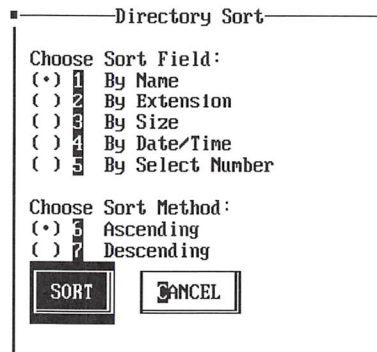 Directory Sort
Choose Sort Field:
(•) 1 By Name
( ) 2 By Extension
( ) 3 By Size
( ) 4 By Date/Time
( ) 5 By Select Number
Choose Sort Method:
(•) 6 Ascending
( ) 7 Descending
SORT CANCEL